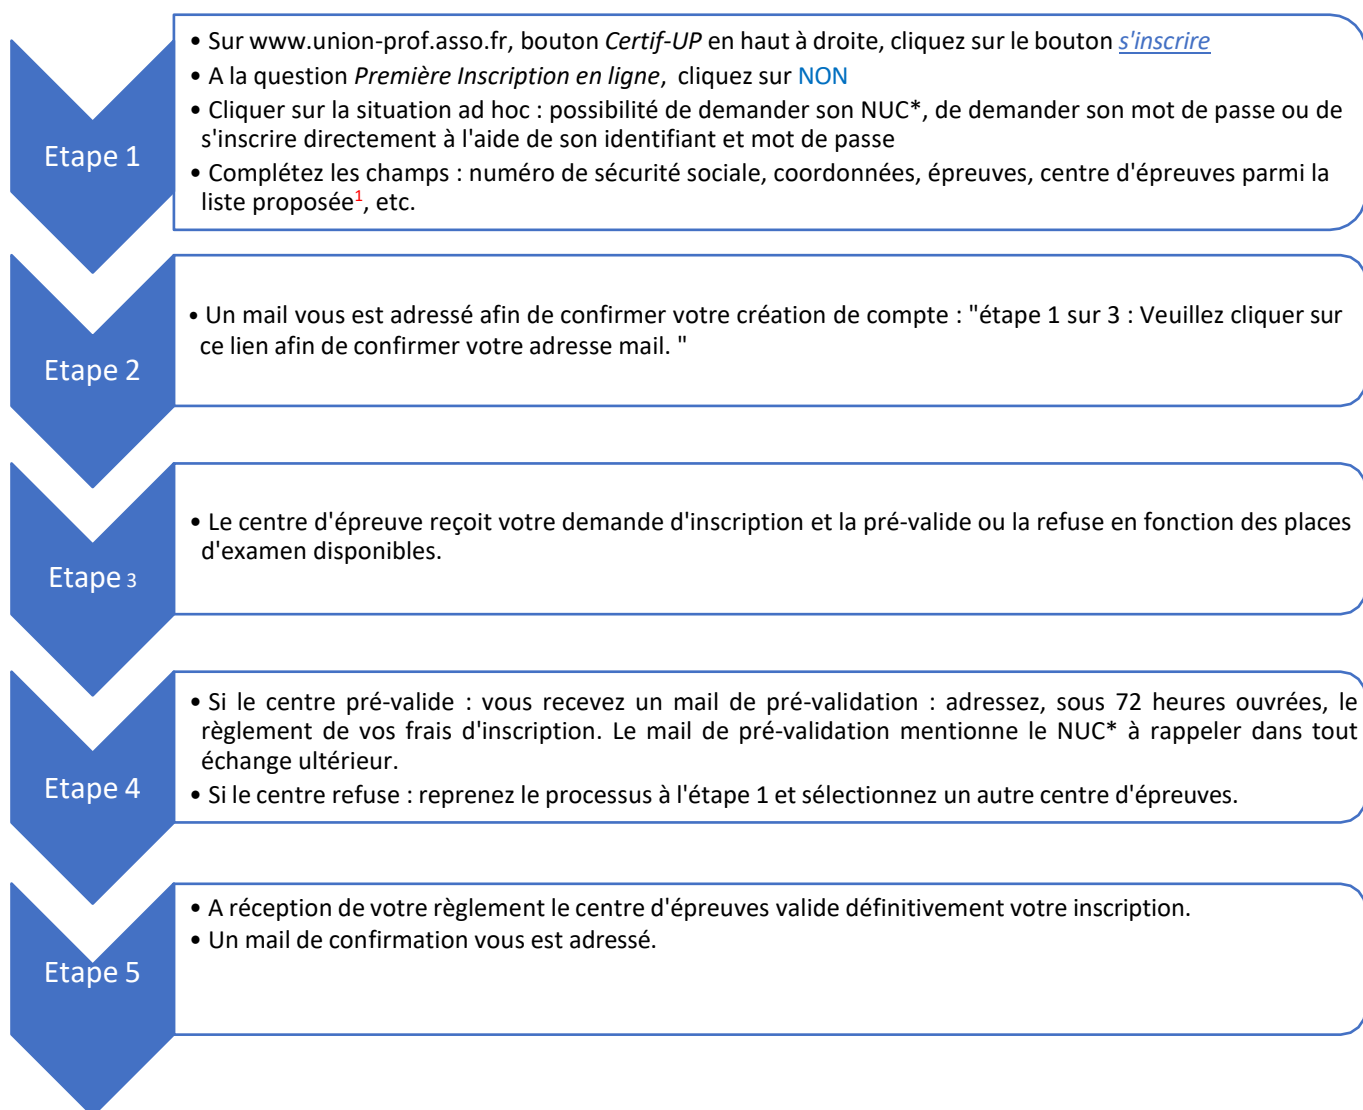 Etape 1
• Sur www.union-prof.asso.fr, bouton Certif-UP en haut à droite, cliquez sur le bouton s'inscrire
• A la question Première Inscription en ligne, cliquez sur NON
• Cliquer sur la situation ad hoc : possibilité de demander son NUC*, de demander son mot de passe ou de
s'inscrire directement à l'aide de son identifiant et mot de passe
• Complétez les champs : numéro de sécurité sociale, coordonnées, épreuves, centre d'épreuves parmi la
liste proposée1, etc.
Etape 2
• Un mail vous est adressé afin de confirmer votre création de compte : "étape 1 sur 3 : Veuillez cliquer sur
ce lien afin de confirmer votre adresse mail. "
Etape 3
• Le centre d'épreuve reçoit votre demande d'inscription et la pré-valide ou la refuse en fonction des places
d'examen disponibles.
Etape 4
• Si le centre pré-valide : vous recevez un mail de pré-validation : adressez, sous 72 heures ouvrées, le
règlement de vos frais d'inscription. Le mail de pré-validation mentionne le NUC* à rappeler dans tout
échange ultérieur.
• Si le centre refuse : reprenez le processus à l'étape 1 et sélectionnez un autre centre d'épreuves.
Etape 5
• A réception de votre règlement le centre d'épreuves valide définitivement votre inscription.
• Un mail de confirmation vous est adressé.